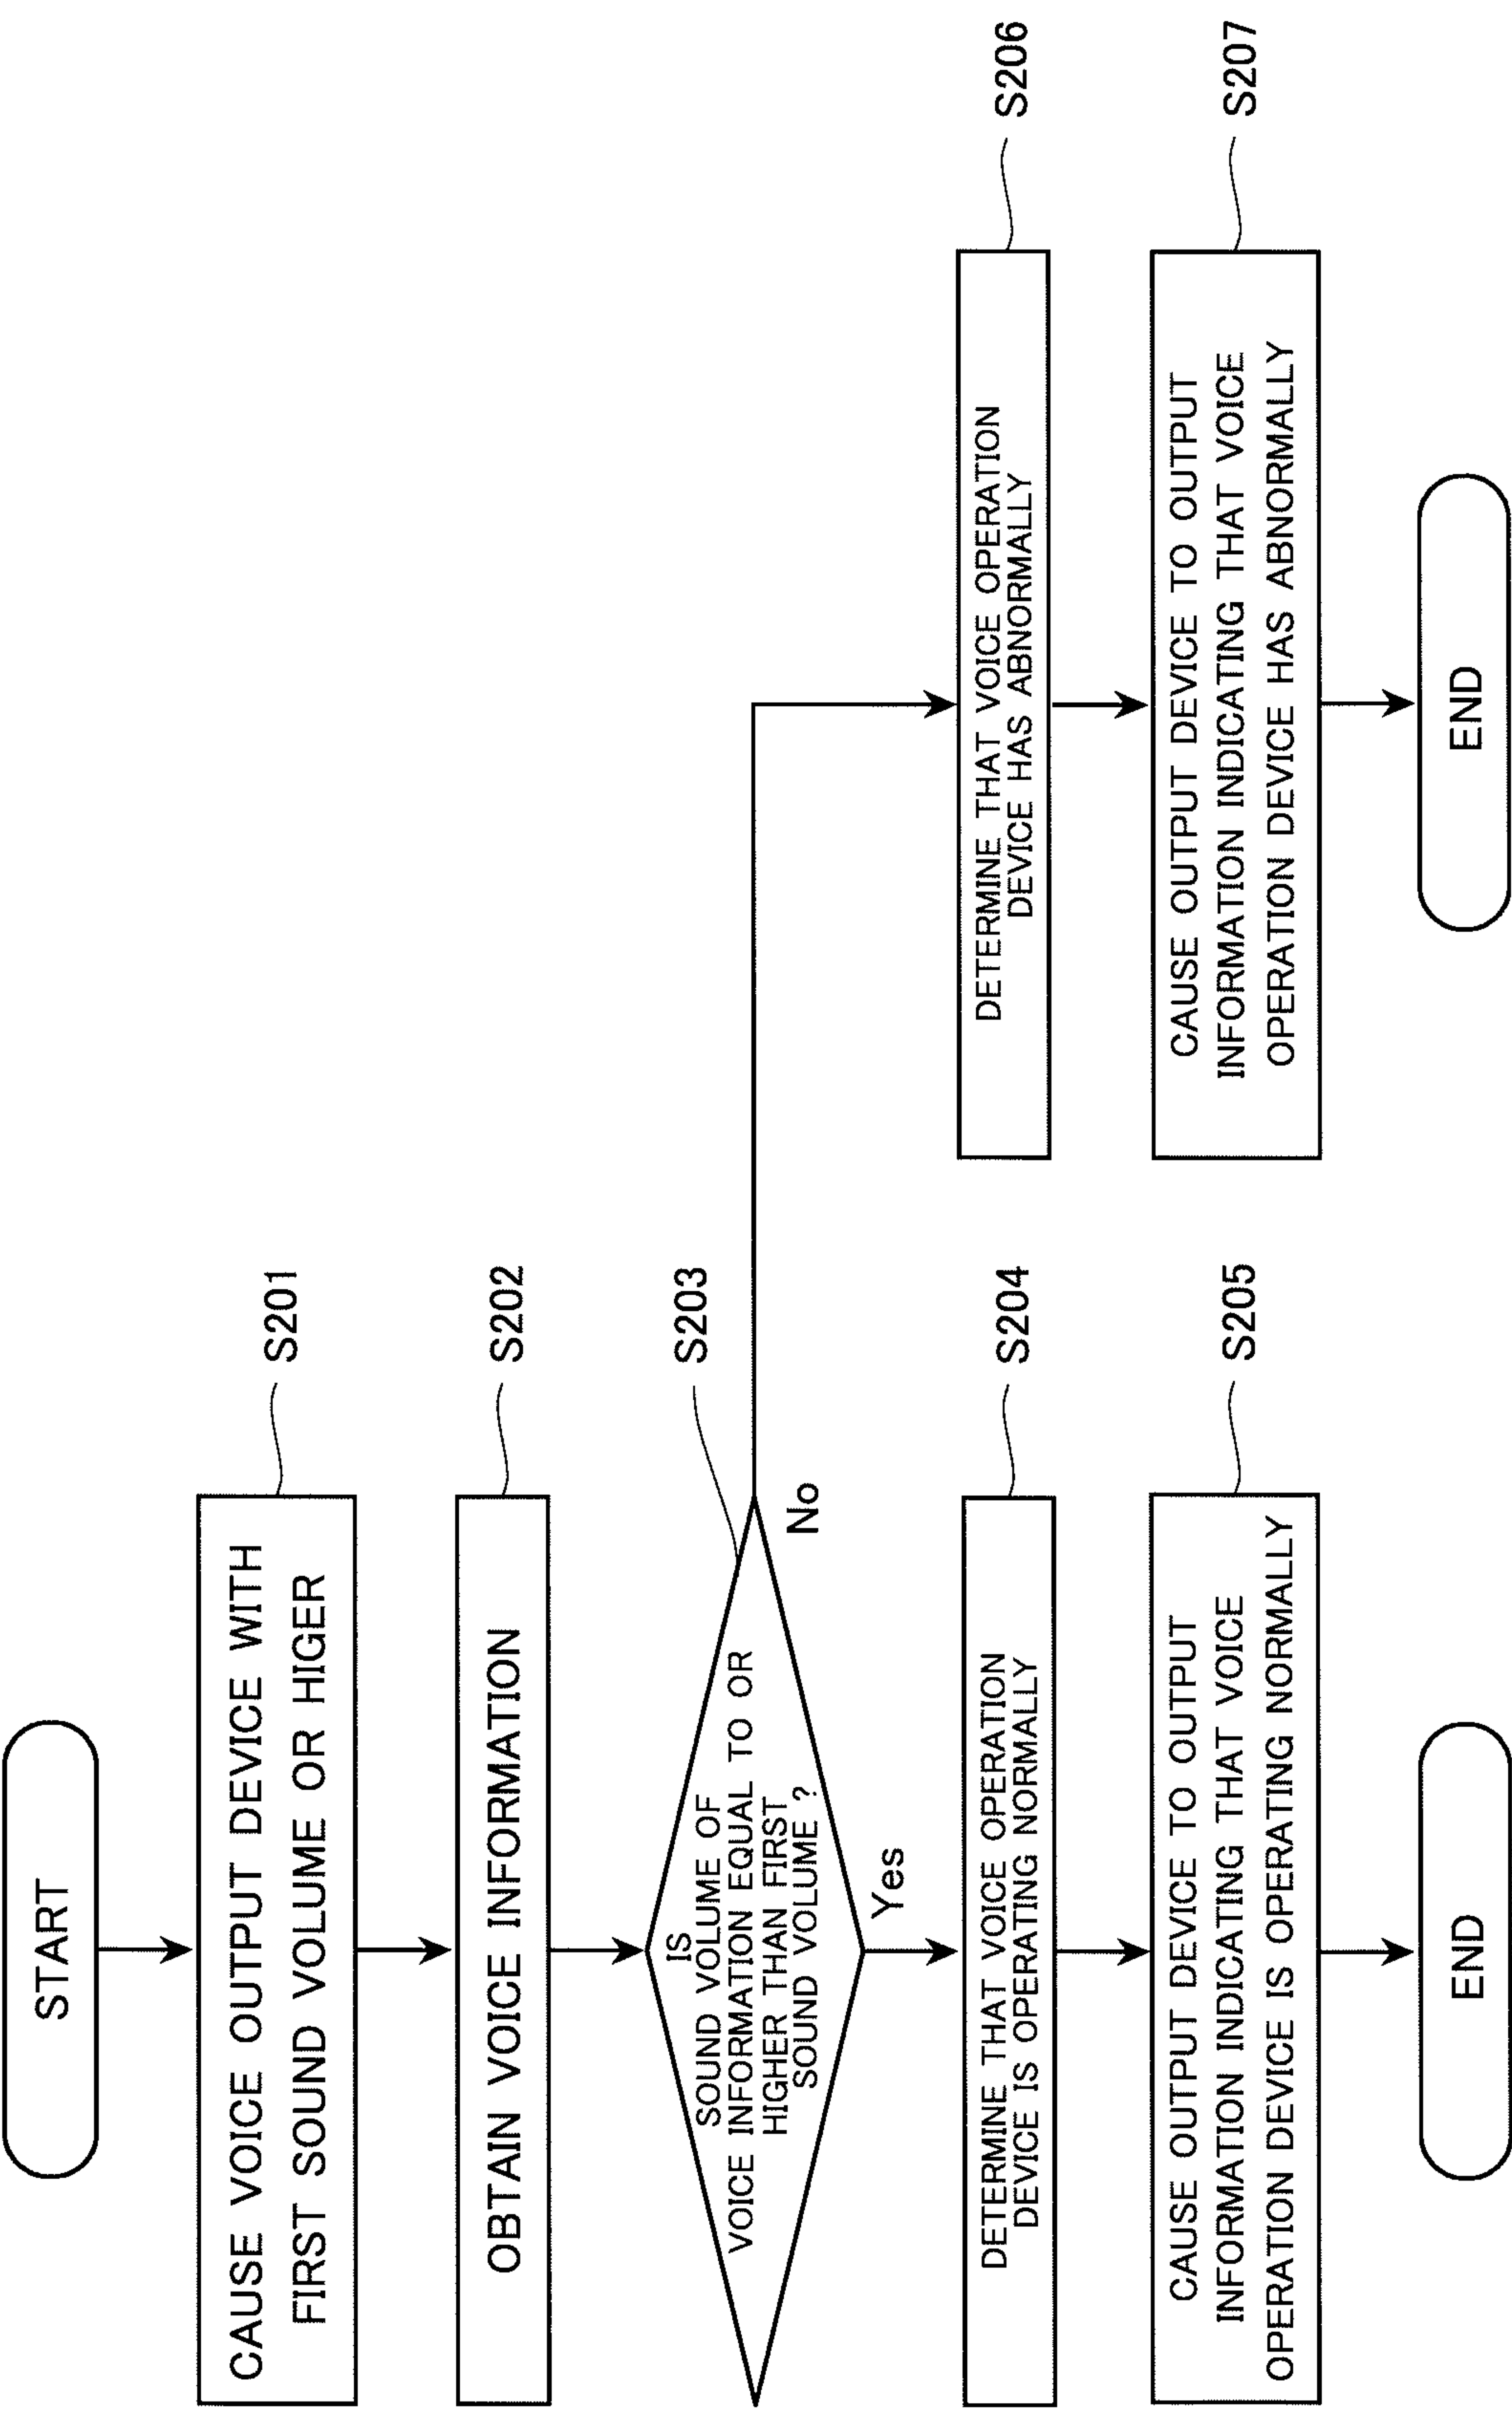 START
CAUSE VOICE OUTPUT DEVICE WITH
FIRST SOUND VOLUME OR HIGER
S201
OBTAIN VOICE INFORMATION
S202
IS
SOUND VOLUME OF
VOICE INFORMATION EQUAL TO OR
HIGHER THAN FIRST
SOUND VOLUME ?
S203
Yes
No
DETERMINE THAT VOICE OPERATION
DEVICE IS OPERATING NORMALLY
S204
CAUSE OUTPUT DEVICE TO OUTPUT
INFORMATION INDICATING THAT VOICE
OPERATION DEVICE IS OPERATING NORMALLY
S205
END
DETERMINE THAT VOICE OPERATION
DEVICE HAS ABNORMALLY
S206
CAUSE OUTPUT DEVICE TO OUTPUT
INFORMATION INDICATING THAT VOICE
OPERATION DEVICE HAS ABNORMALLY
S207
END